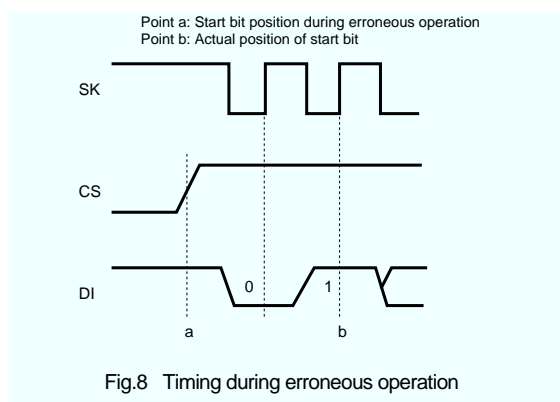 Point a: Start bit position during erroneous operation
Point b: Actual position of start bit
SK
CS
DI
0
1
a
b
Fig.8 Timing during erroneous operation